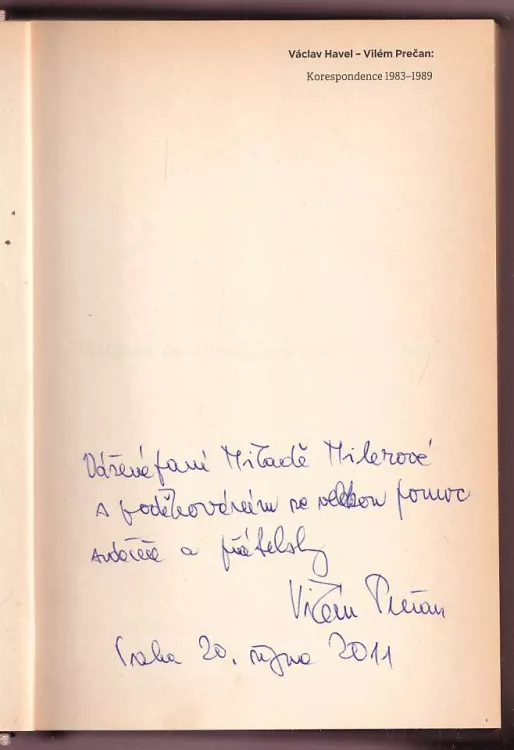 Václav Havel – Vilém Prečan:
Korespondence 1983–1989
Vážené paní Miladě Milerové
s poděkováním za velkou pomoc
srdečně a přátelsky
Vilém Prečan
Praha 20. října 2011